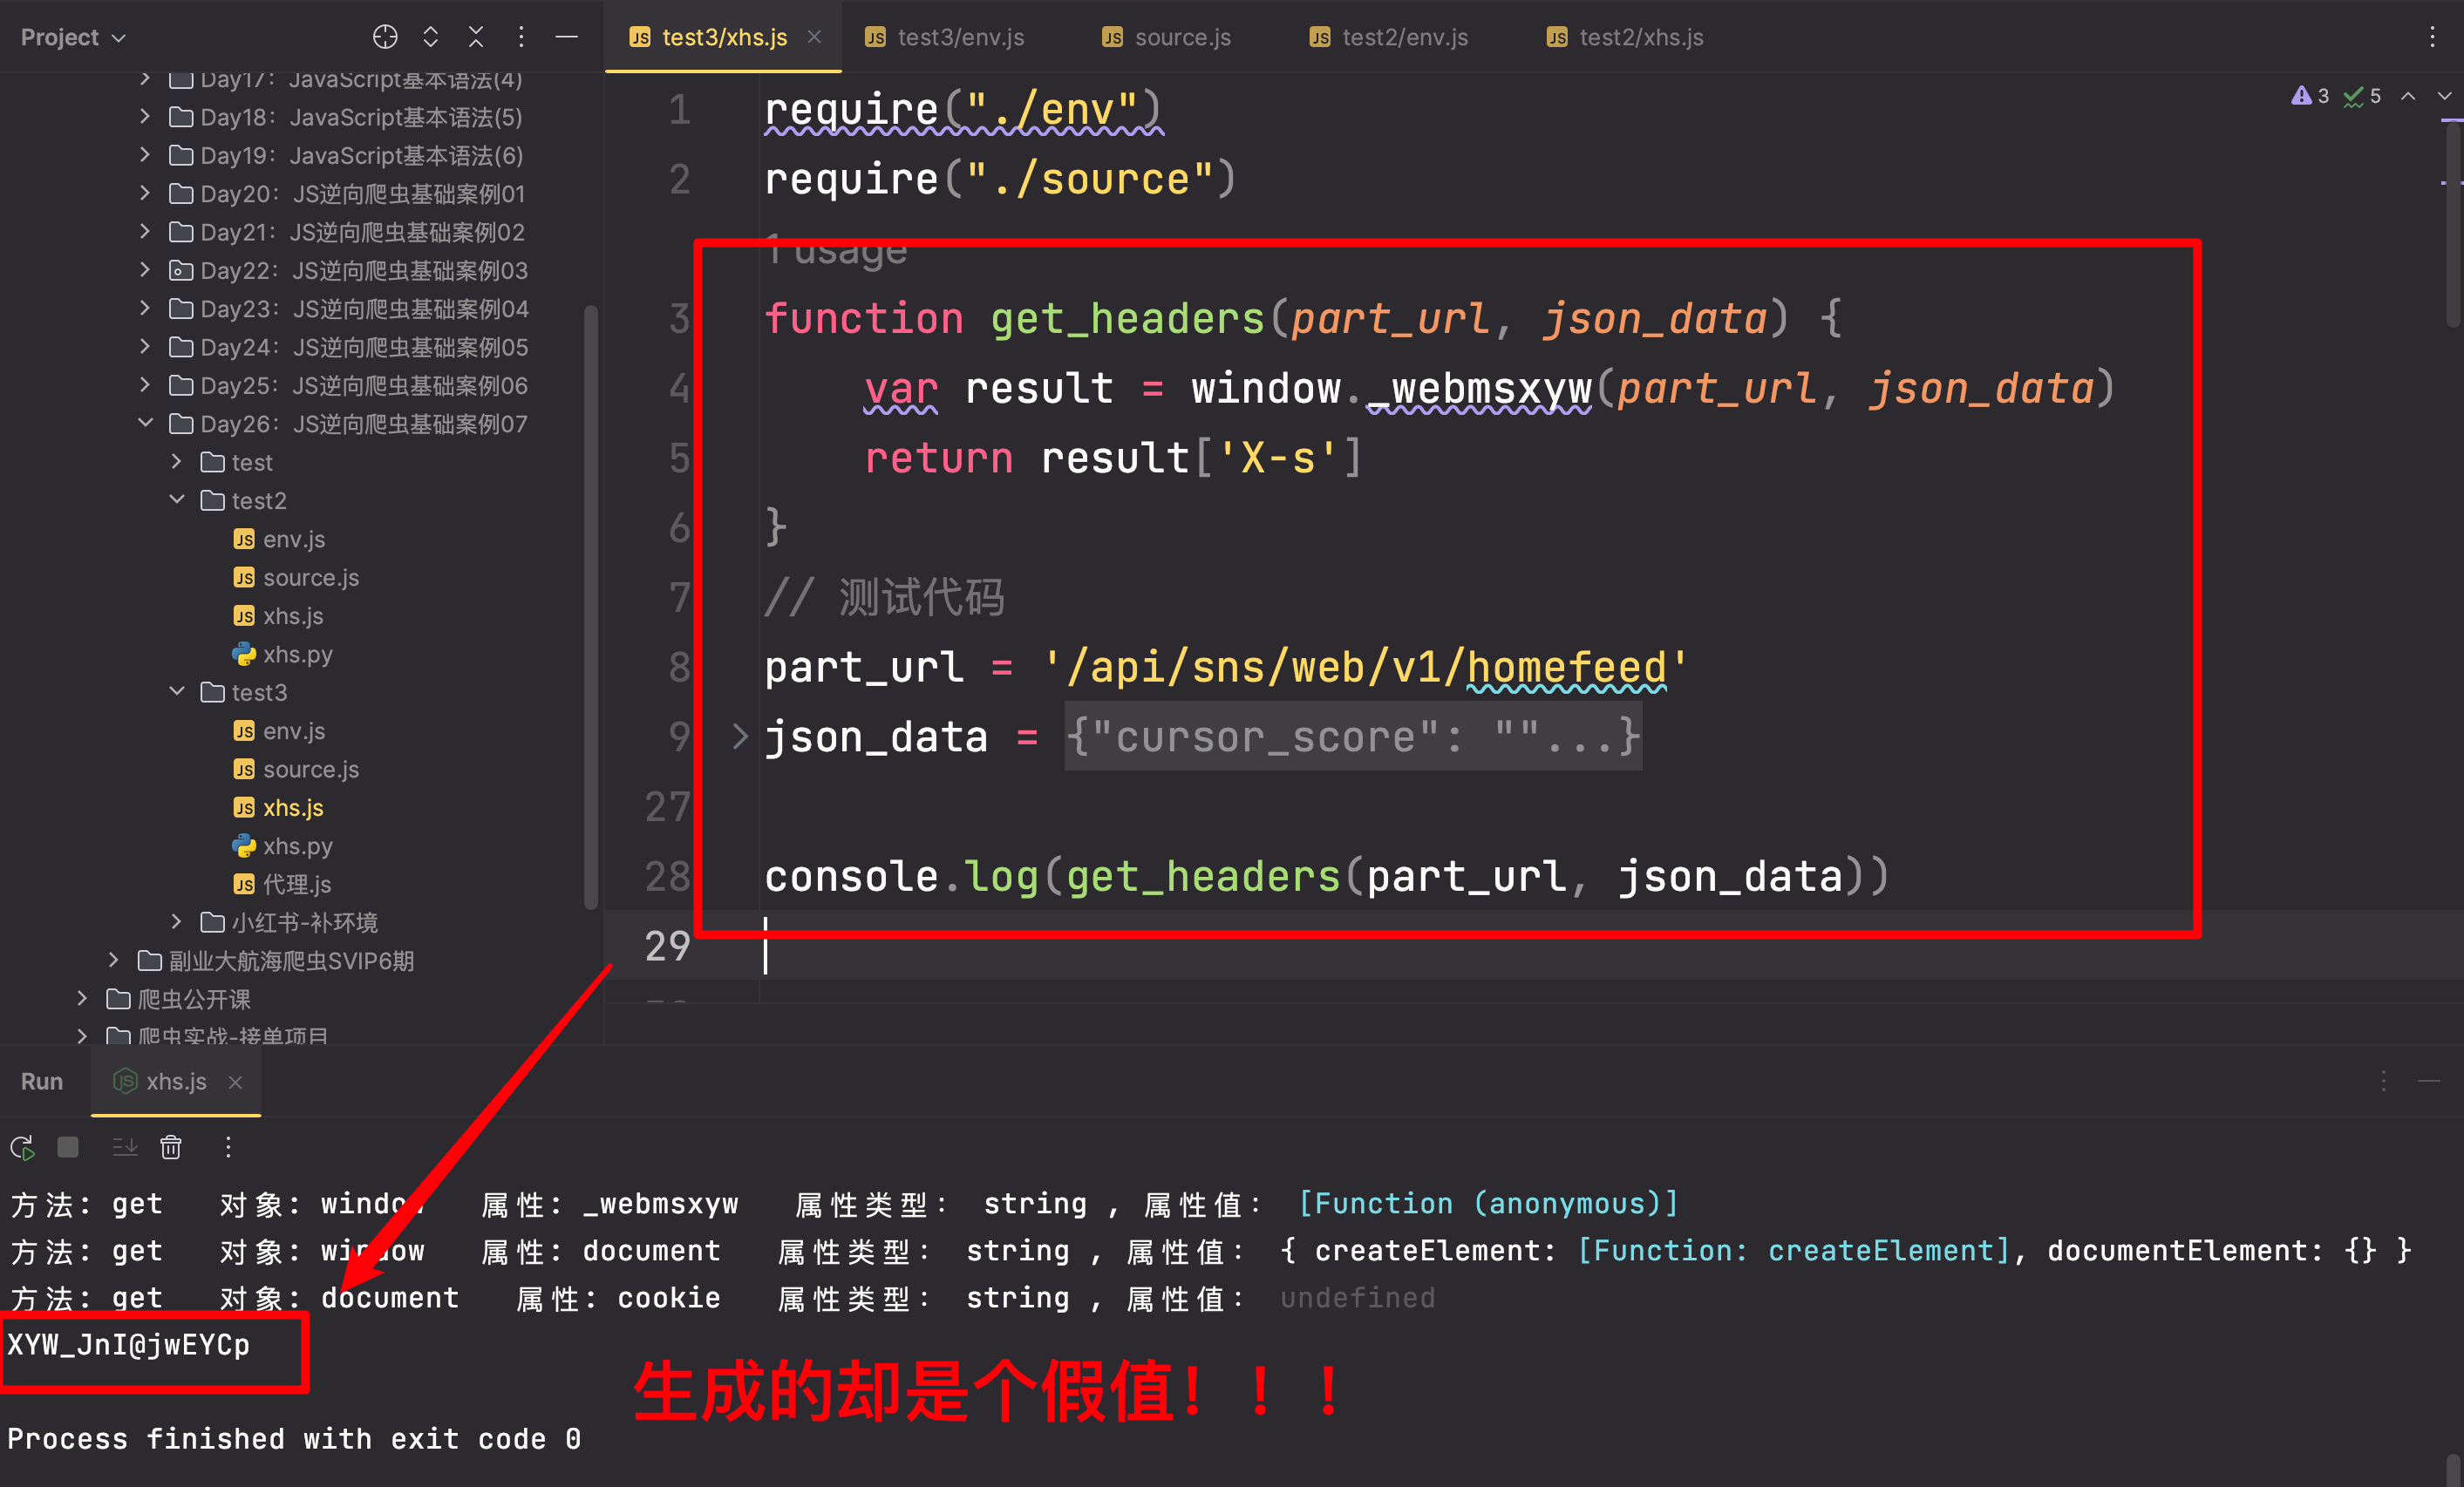 Project
Day17：JavaScript基本语法(4)
Day18：JavaScript基本语法(5)
Day19：JavaScript基本语法(6)
Day20：JS逆向爬虫基础案例01
Day21：JS逆向爬虫基础案例02
Day22：JS逆向爬虫基础案例03
Day23：JS逆向爬虫基础案例04
Day24：JS逆向爬虫基础案例05
Day25：JS逆向爬虫基础案例06
Day26：JS逆向爬虫基础案例07
test
test2
JS env.js
JS source.js
JS xhs.js
xhs.py
test3
JS env.js
JS source.js
JS xhs.js
xhs.py
JS 代理.js
小红书-补环境
副业大航海爬虫SVIP6期
爬虫公开课
爬虫实战-接单项目
JS test3/xhs.js JS test3/env.js JS source.js JS test2/env.js JS test2/xhs.js
3 5
1 require("./env")
2 require("./source")
1 usage
3 function get_headers(part_url, json_data) {
4 var result = window._webmsxyw(part_url, json_data)
5 return result['X-s']
6 }
7 // 测试代码
8 part_url = '/api/sns/web/v1/homefeed'
9 json_data = {"cursor_score": ""...}
27
28 console.log(get_headers(part_url, json_data))
29
Run JS xhs.js
方法: get 对象: window 属性: _webmsxyw 属性类型： string , 属性值： [Function (anonymous)]
方法: get 对象: window 属性: document 属性类型： string , 属性值： { createElement: [Function: createElement], documentElement: {} }
方法: get 对象: document 属性: cookie 属性类型： string , 属性值： undefined
XYW_JnI@jwEYCp
生成的却是个假值！！！
Process finished with exit code 0